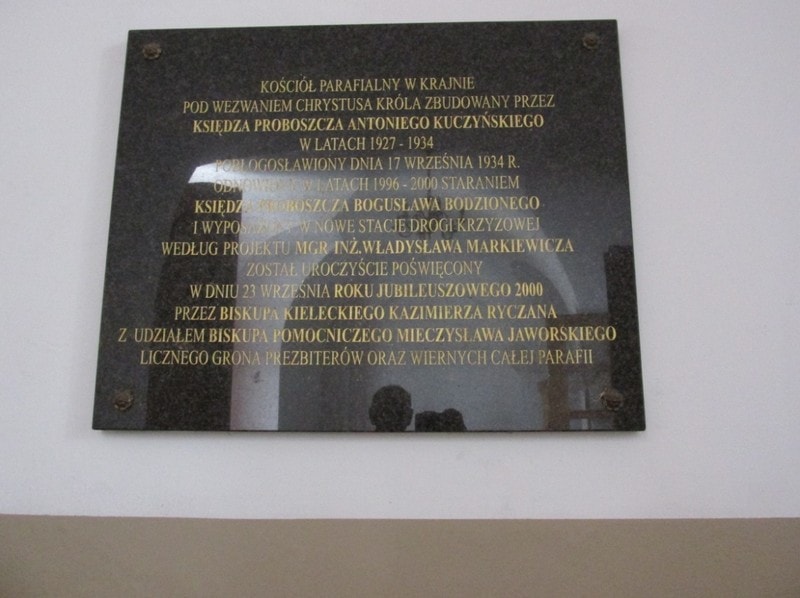 KOŚCIÓŁ PARAFIALNY W KRAJNIE
POD WEZWANIEM CHRYSTUSA KRÓLA ZBUDOWANY PRZEZ
KSIĘDZA PROBOSZCZA ANTONIEGO KUCZYŃSKIEGO
W LATACH 1927 - 1934
POBŁOGOSŁAWIONY DNIA 17 WRZEŚNIA 1934 R.
ODNOWIONY W LATACH 1996 - 2000 STARANIEM
KSIĘDZA PROBOSZCZA BOGUSŁAWA BODZIONEGO
I WYPOSAŻONY W NOWE STACJE DROGI KRZYŻOWEJ
WEDŁUG PROJEKTU MGR INŻ.WŁADYSŁAWA MARKIEWICZA
ZOSTAŁ UROCZYŚCIE POŚWIĘCONY
W DNIU 23 WRZEŚNIA ROKU JUBILEUSZOWEGO 2000
PRZEZ BISKUPA KIELECKIEGO KAZIMIERZA RYCZANA
Z UDZIAŁEM BISKUPA POMOCNICZEGO MIECZYSŁAWA JAWORSKIEGO
LICZNEGO GRONA PREZBITERÓW ORAZ WIERNYCH CAŁEJ PARAFII